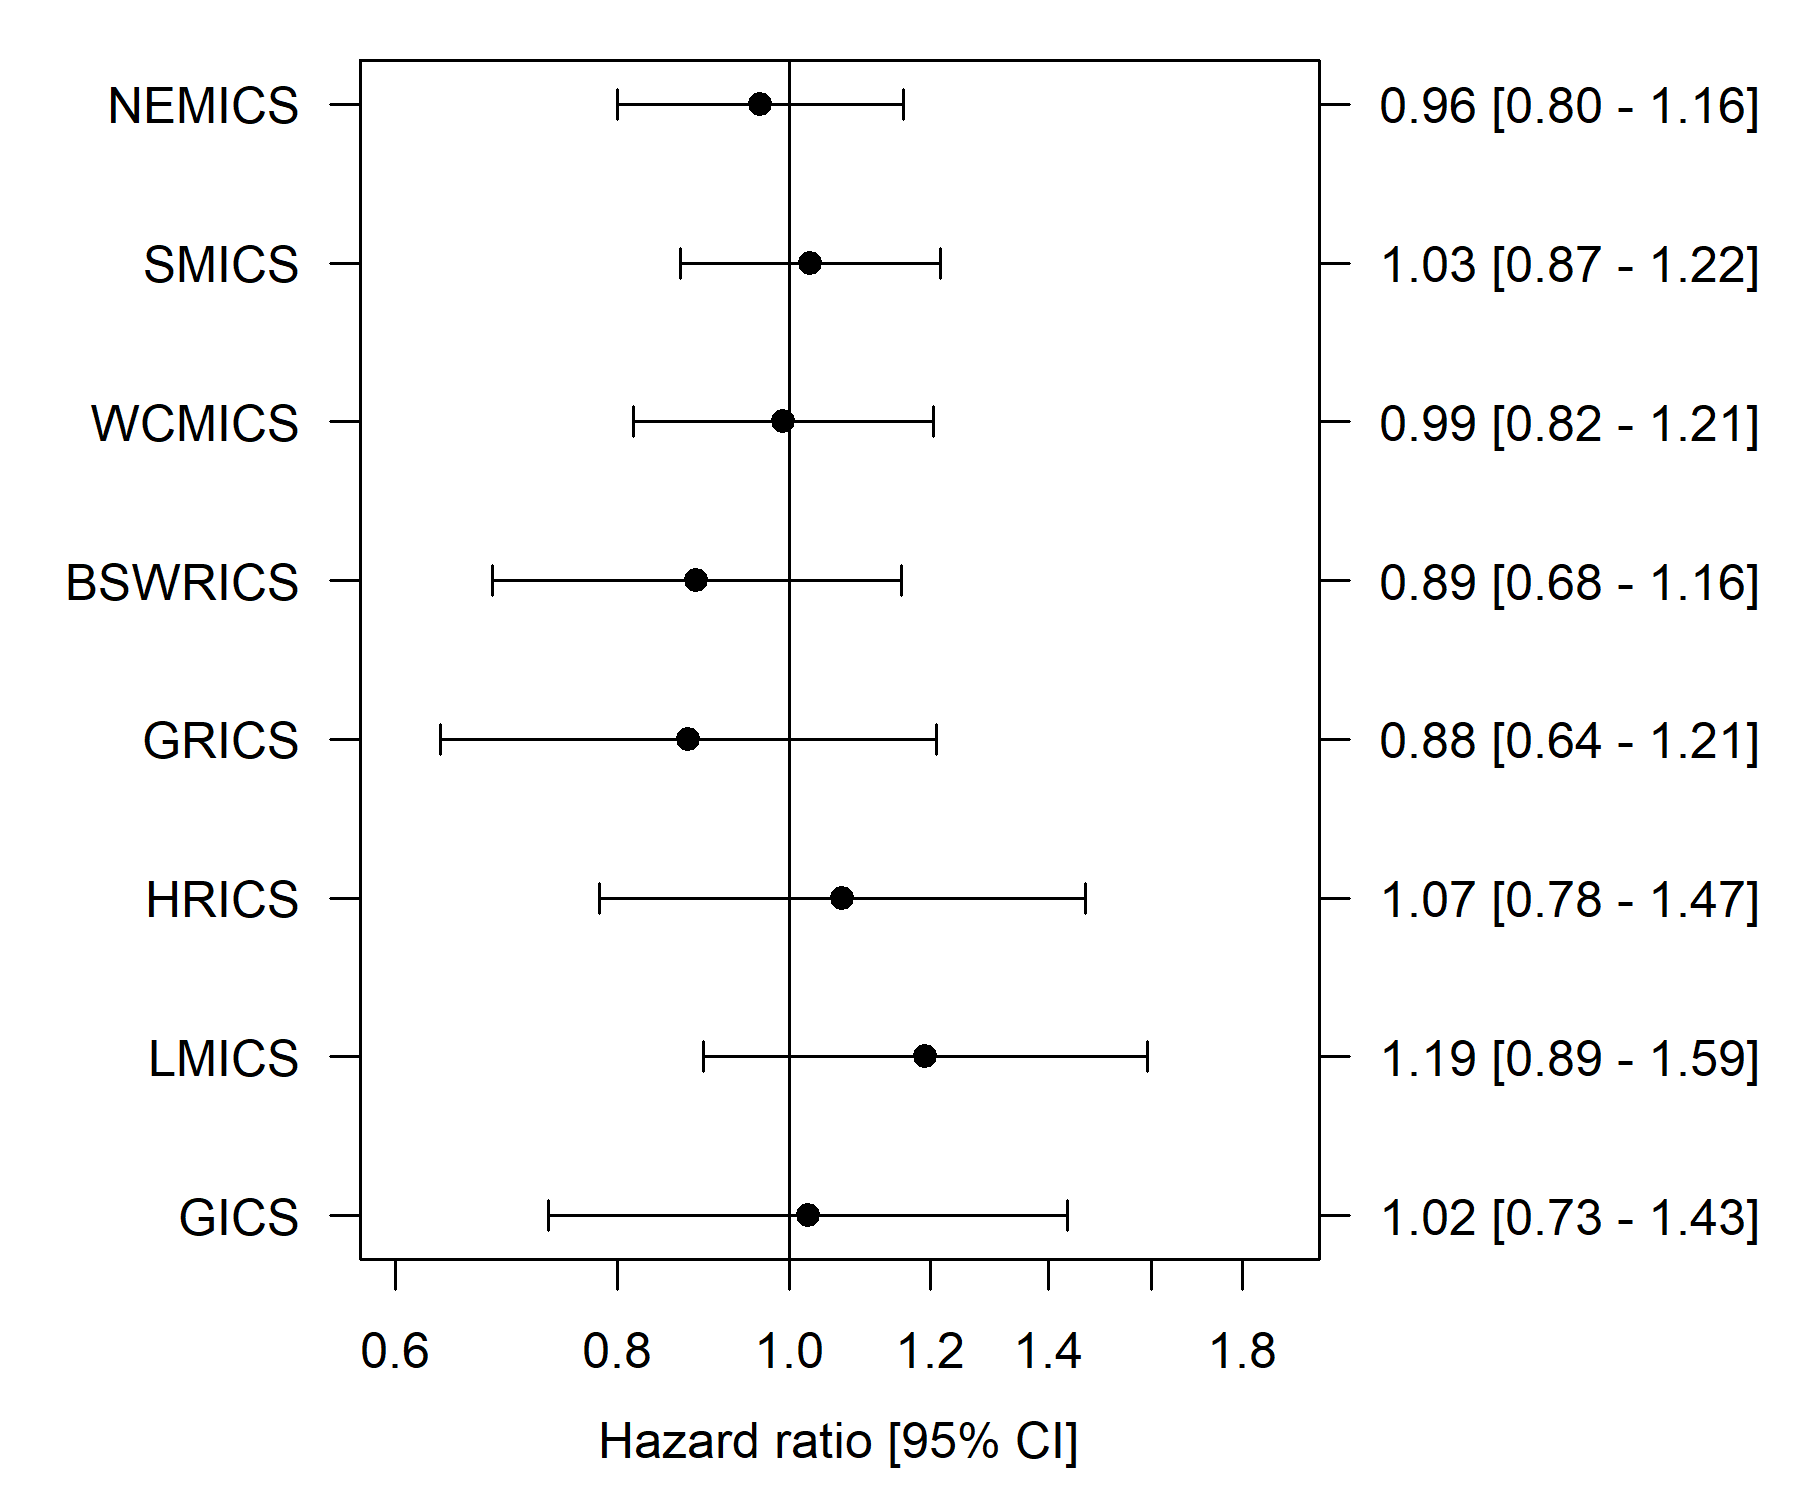 NEMICS 0.96 [0.80 - 1.16]
SMICS 1.03 [0.87 - 1.22]
WCMICS 0.99 [0.82 - 1.21]
BSWRICS 0.89 [0.68 - 1.16]
GRICS 0.88 [0.64 - 1.21]
HRICS 1.07 [0.78 - 1.47]
LMICS 1.19 [0.89 - 1.59]
GICS 1.02 [0.73 - 1.43]
0.6 0.8 1.0 1.2 1.4 1.8
Hazard ratio [95% CI]